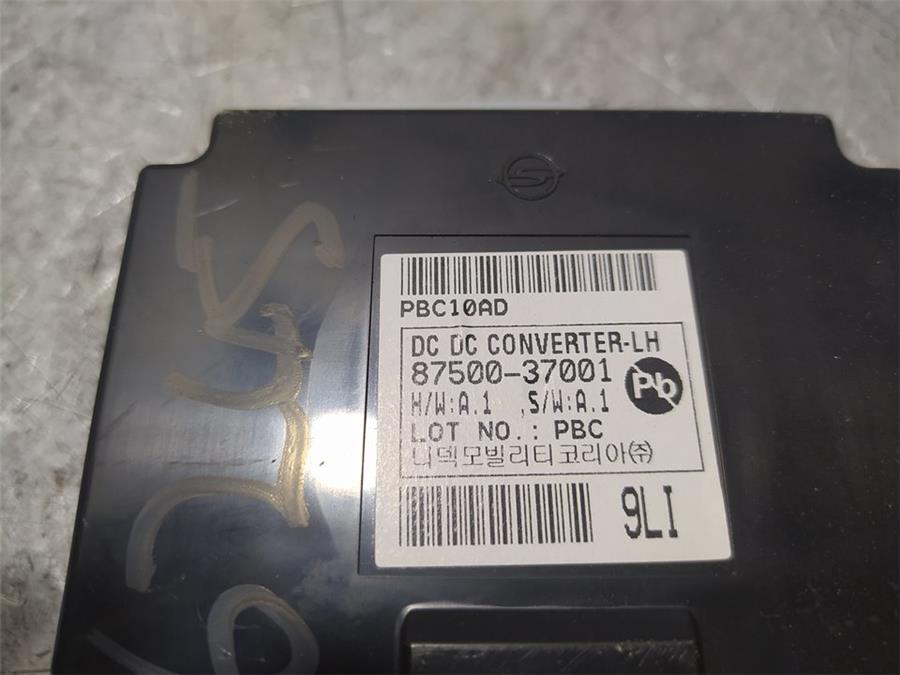 PBC10AD
DC DC CONVERTER-LH
87500-37001
Pb
H/W:A.1 ,S/W:A.1
LOT NO.: PBC
니덱모빌리티코리아㈜
9LI